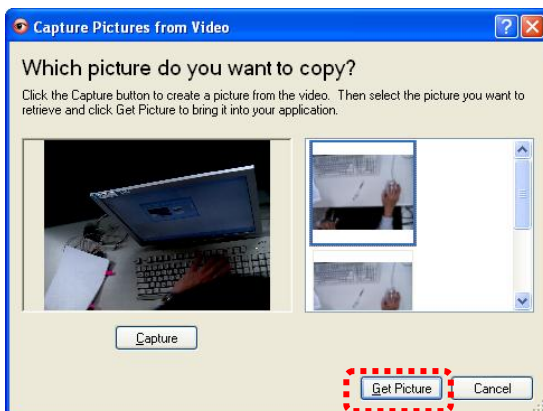 Capture Pictures from Video
Which picture do you want to copy?
Click the Capture button to create a picture from the video. Then select the picture you want to
retrieve and click Get Picture to bring it into your application.
Capture
Get Picture
Cancel